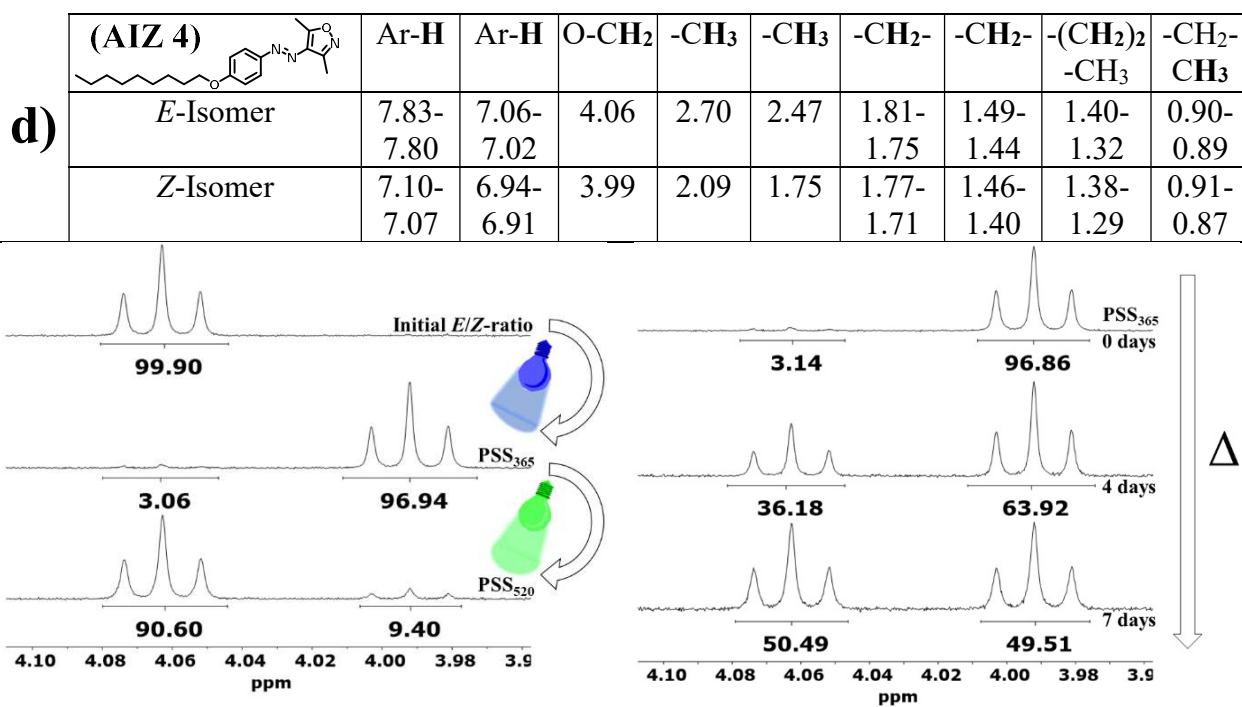 d)
(AIZ 4) Ar-H Ar-H O-CH₂ -CH₃ -CH₃ -CH₂- -CH₂- -(CH₂)₂ -CH₂-
-CH₃ CH₃
N N
O N
O
E-Isomer 7.83- 7.06- 4.06 2.70 2.47 1.81- 1.49- 1.40- 0.90-
7.80 7.02 1.75 1.44 1.32 0.89
Z-Isomer 7.10- 6.94- 3.99 2.09 1.75 1.77- 1.46- 1.38- 0.91-
7.07 6.91 1.71 1.40 1.29 0.87
Initial E/Z-ratio
99.90
PSS₃₆₅
3.06 96.94
PSS₅₂₀
90.60 9.40
4.10 4.08 4.06 4.04 4.02 4.00 3.98 3.9
ppm
PSS₃₆₅
0 days
3.14 96.86
4 days
36.18 63.92
7 days
50.49 49.51
4.10 4.08 4.06 4.04 4.02 4.00 3.98 3.9
ppm
Δ